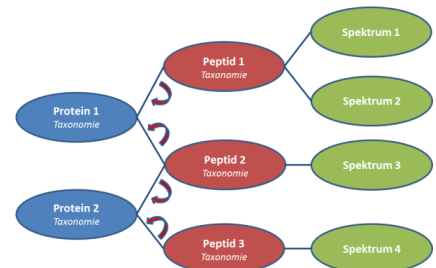 Peptid 1
Taxonomie
Spektrum 1
Spektrum 2
Protein 1
Taxonomie
Peptid 2
Taxonomie
Spektrum 3
Protein 2
Taxonomie
Peptid 3
Taxonomie
Spektrum 4